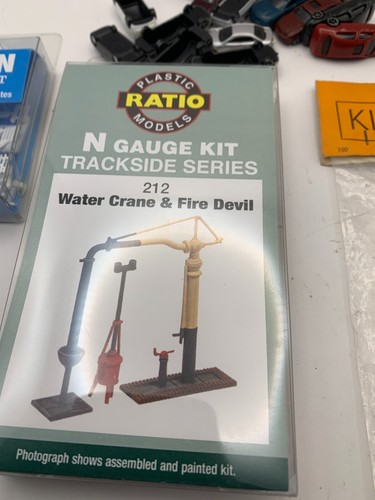 PLASTIC
RATIO
MODELS
N GAUGE KIT
TRACKSIDE SERIES
212
Water Crane & Fire Devil
Photograph shows assembled and painted kit.
N